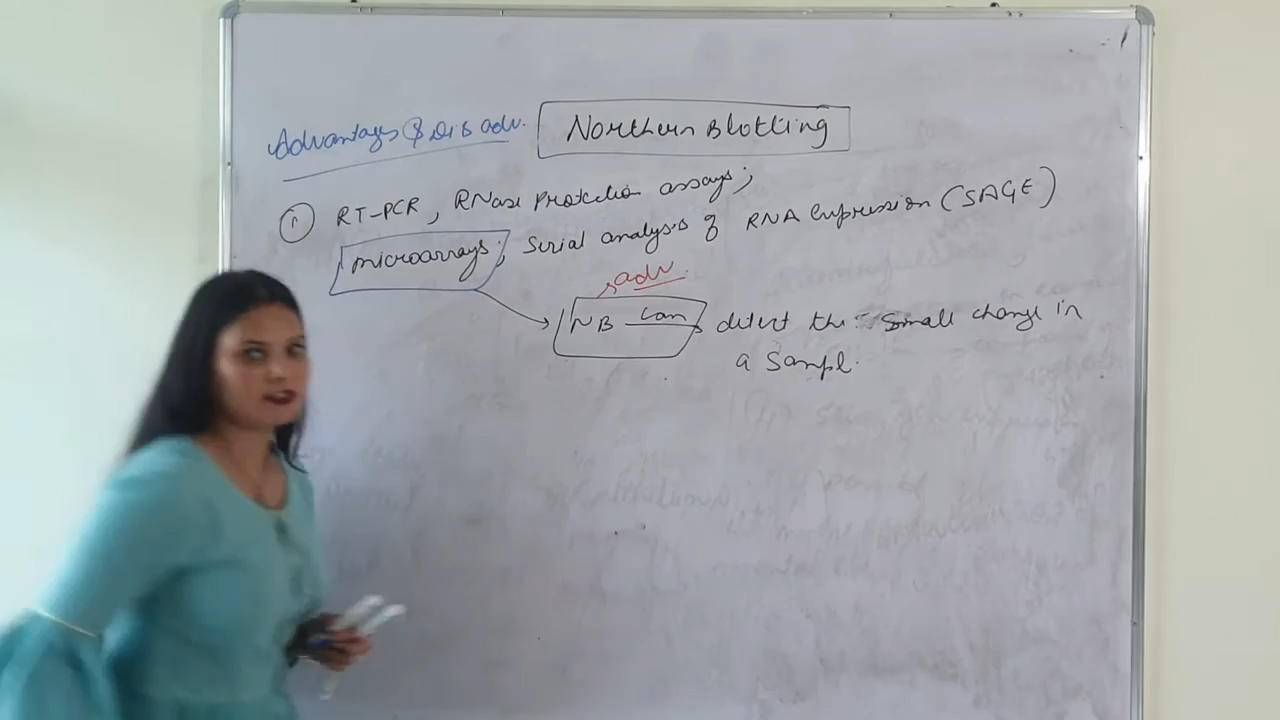 Advantages & Dis adv. Northern Blotting
① RT-PCR, RNase Protection assays;
microarrays; Serial analysis of RNA Expression (SAGE)
adv.
NB can detect the small change in
a Sample.